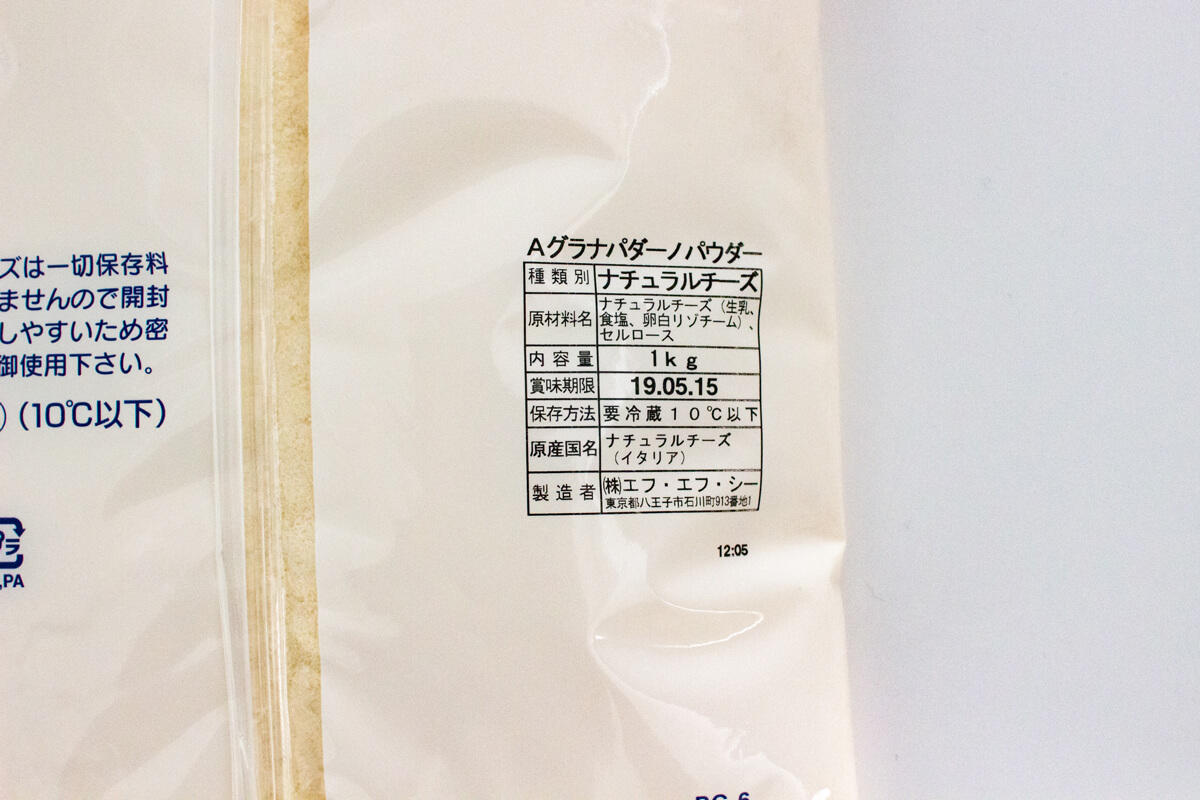 ズは一切保存料
ませんので開封
しやすいため密
御使用下さい。
(10℃以下)
プラ
,PA
Aグラナパダーノパウダー
種類別 ナチュラルチーズ
原材料名 ナチュラルチーズ（生乳、
食塩、卵白リゾチーム）、
セルロース
内容量 1kg
賞味期限 19.05.15
保存方法 要冷蔵10℃以下
原産国名 ナチュラルチーズ
（イタリア）
製造者 ㈱エフ・エフ・シー
東京都八王子市石川町913番地1
12:05